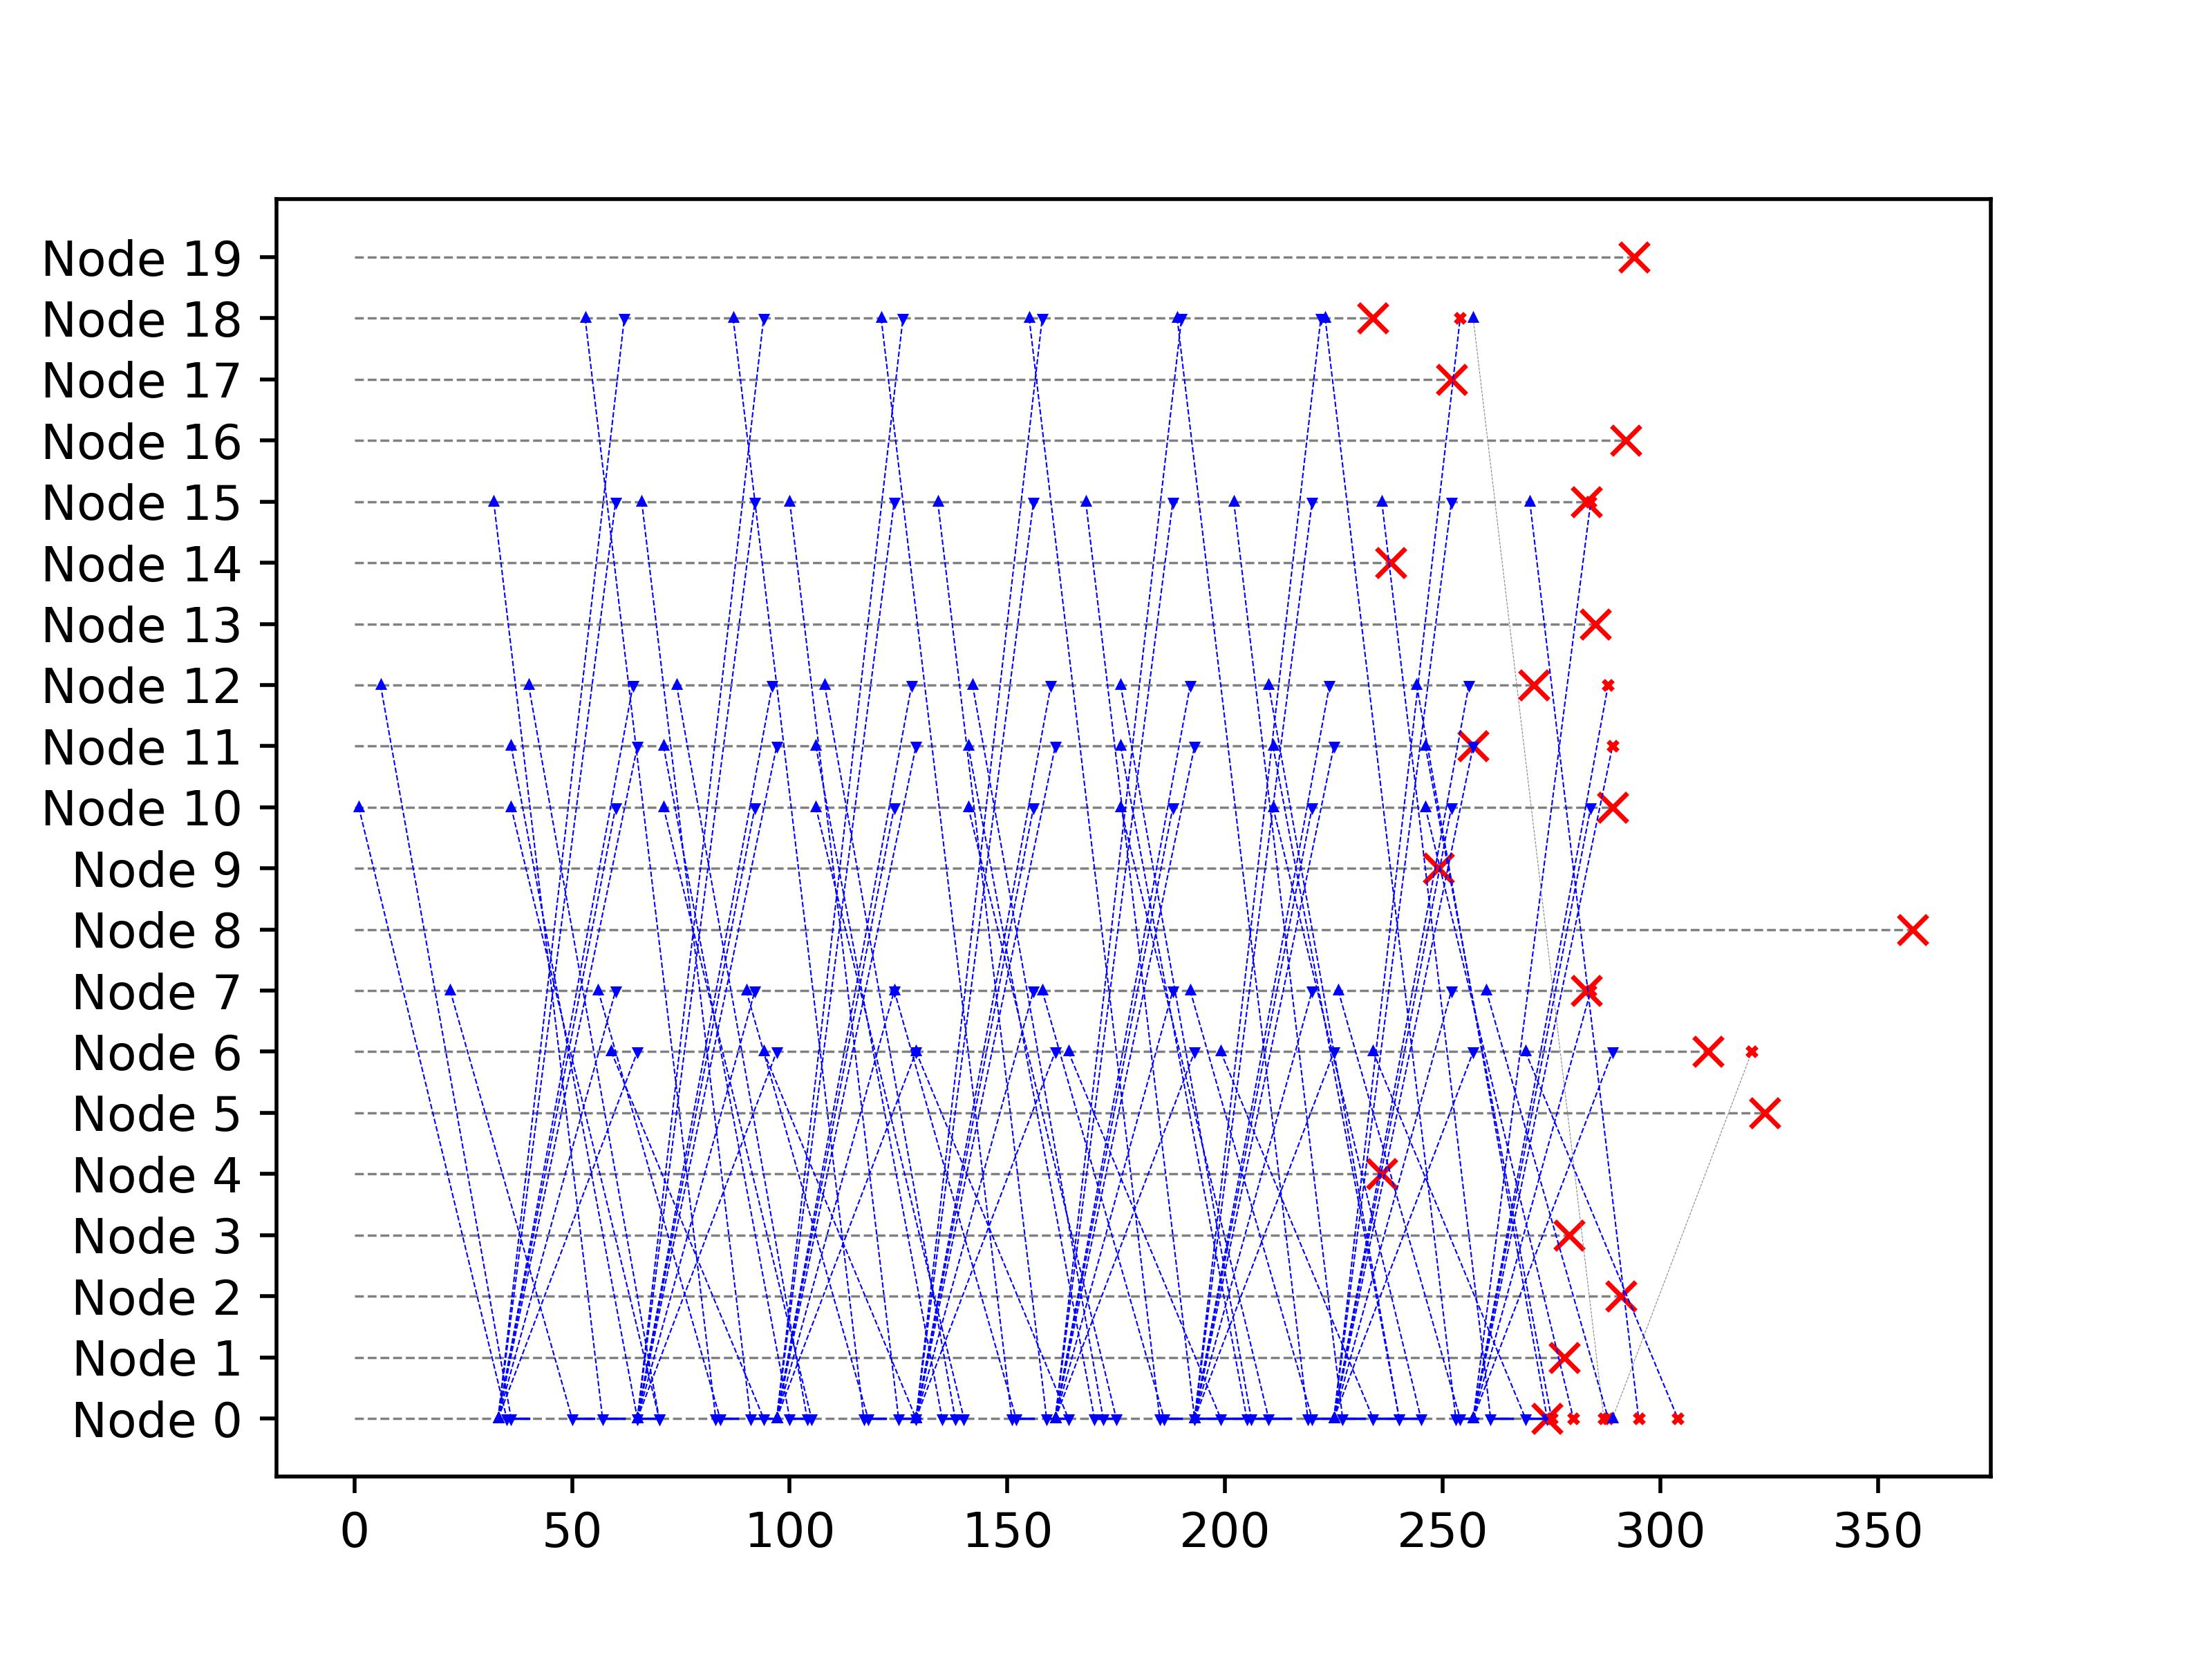 Node 19
Node 18
Node 17
Node 16
Node 15
Node 14
Node 13
Node 12
Node 11
Node 10
Node 9
Node 8
Node 7
Node 6
Node 5
Node 4
Node 3
Node 2
Node 1
Node 0
0 50 100 150 200 250 300 350